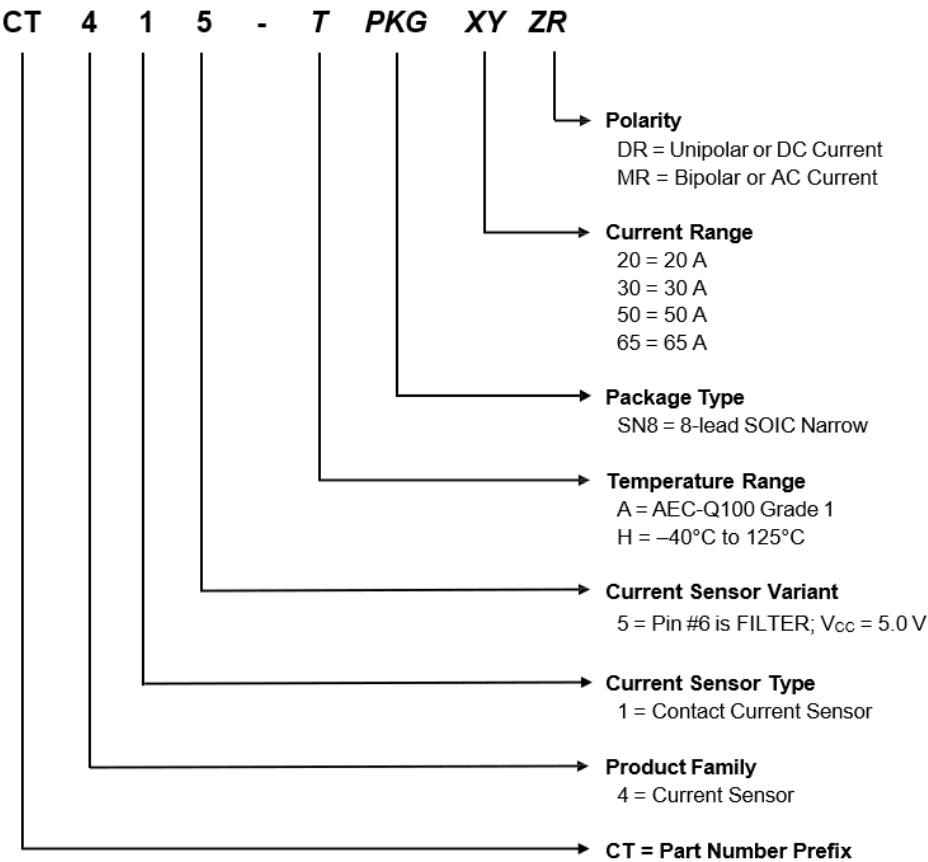 CT 4 1 5 - T PKG XY ZR
Polarity
DR = Unipolar or DC Current
MR = Bipolar or AC Current
Current Range
20 = 20 A
30 = 30 A
50 = 50 A
65 = 65 A
Package Type
SN8 = 8-lead SOIC Narrow
Temperature Range
A = AEC-Q100 Grade 1
H = –40°C to 125°C
Current Sensor Variant
5 = Pin #6 is FILTER; Vcc = 5.0 V
Current Sensor Type
1 = Contact Current Sensor
Product Family
4 = Current Sensor
CT = Part Number Prefix